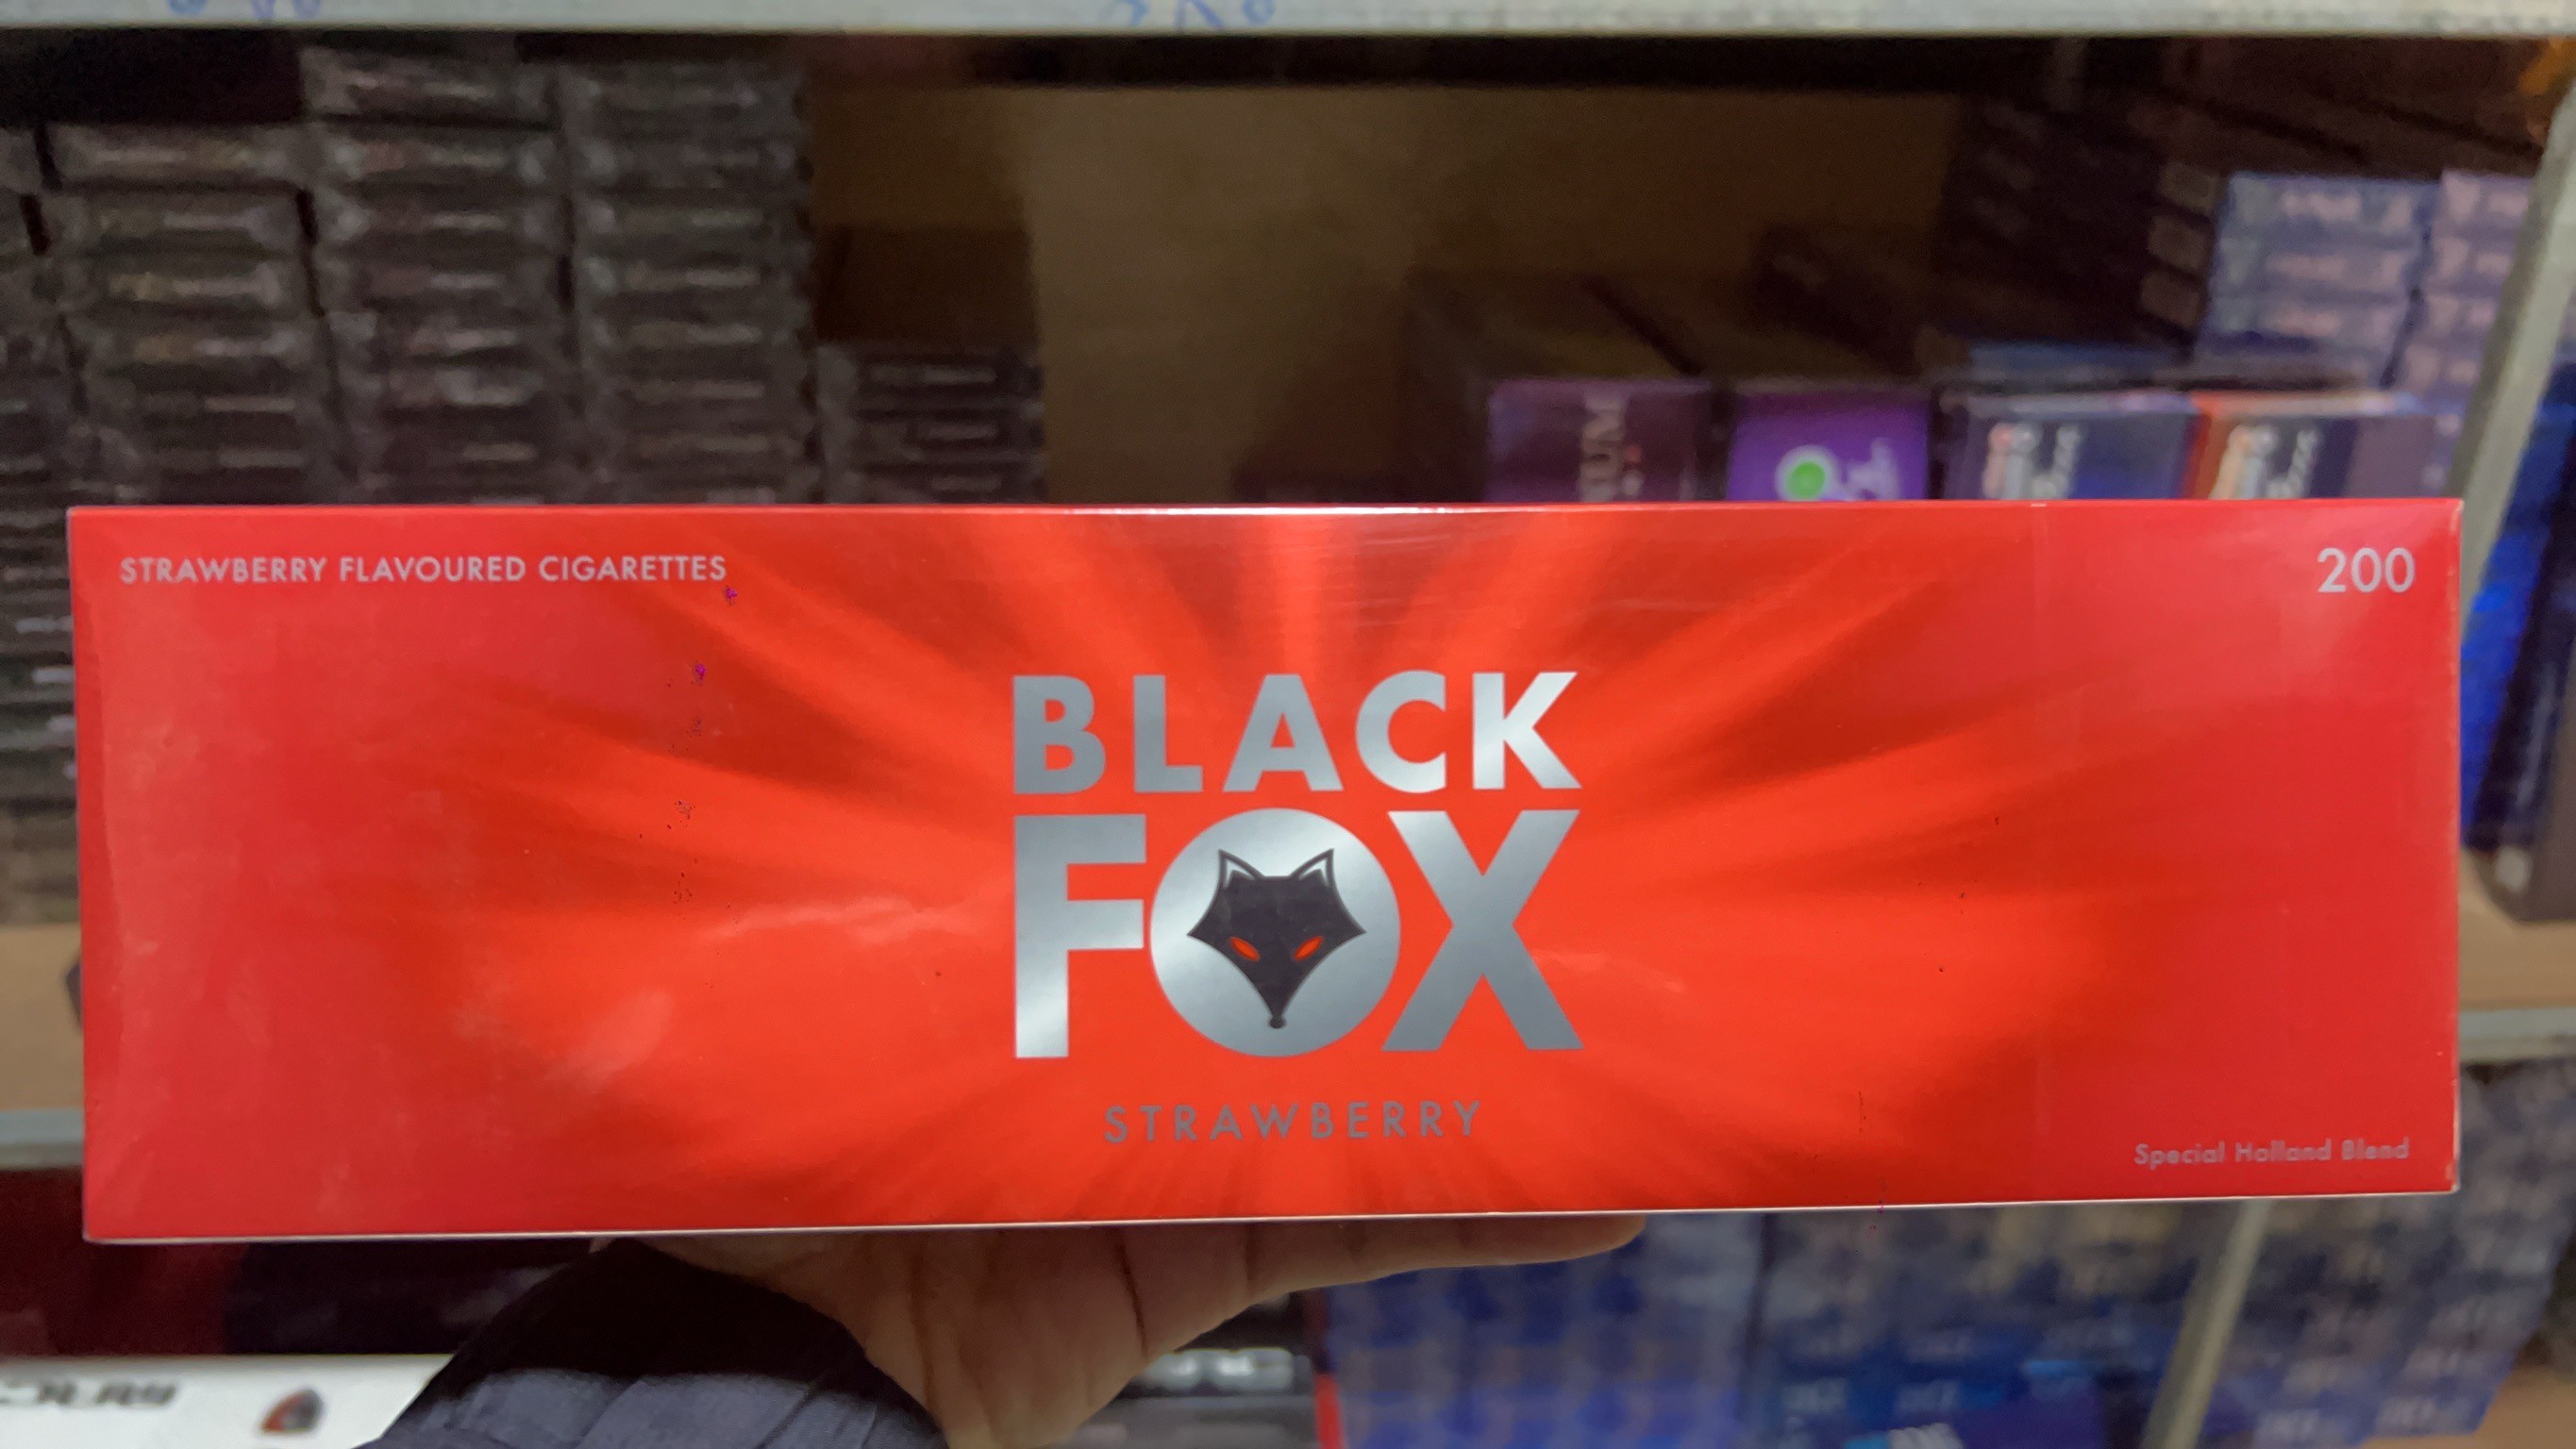 STRAWBERRY FLAVOURED CIGARETTES
200
BLACK
FOX
STRAWBERRY
Special Holland Blend